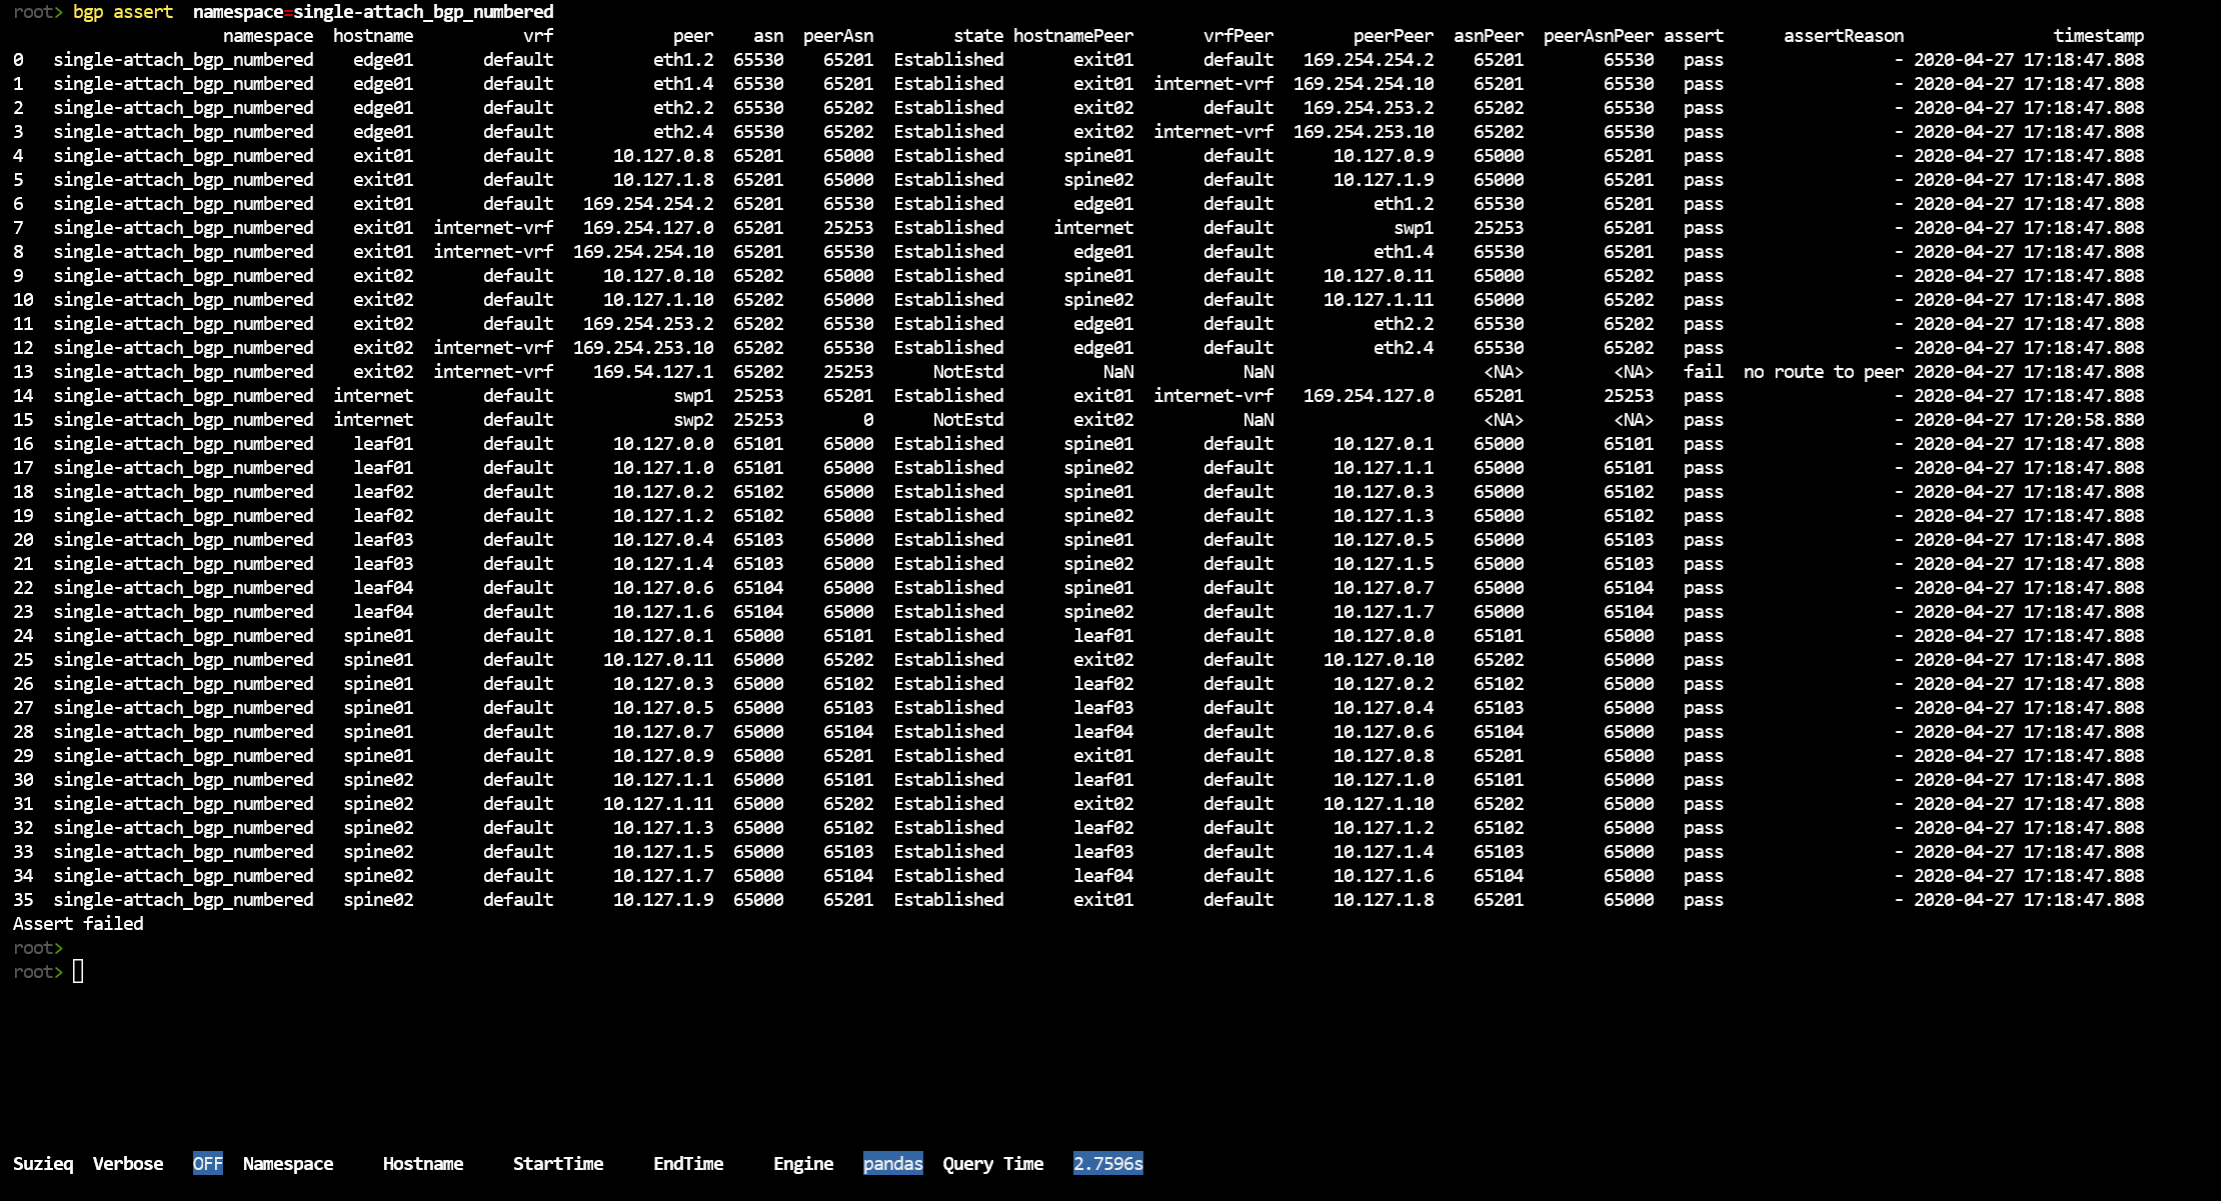 root> bgp assert  namespace=single-attach_bgp_numbered
namespace hostname vrf peer asn peerAsn state hostnamePeer vrfPeer peerPeer asnPeer peerAsnPeer assert assertReason timestamp
0 single-attach_bgp_numbered edge01 default eth1.2 65530 65201 Established exit01 default 169.254.254.2 65201 65530 pass - 2020-04-27 17:18:47.808
1 single-attach_bgp_numbered edge01 default eth1.4 65530 65201 Established exit01 internet-vrf 169.254.254.10 65201 65530 pass - 2020-04-27 17:18:47.808
2 single-attach_bgp_numbered edge01 default eth2.2 65530 65202 Established exit02 default 169.254.253.2 65202 65530 pass - 2020-04-27 17:18:47.808
3 single-attach_bgp_numbered edge01 default eth2.4 65530 65202 Established exit02 internet-vrf 169.254.253.10 65202 65530 pass - 2020-04-27 17:18:47.808
4 single-attach_bgp_numbered exit01 default 10.127.0.8 65201 65000 Established spine01 default 10.127.0.9 65000 65201 pass - 2020-04-27 17:18:47.808
5 single-attach_bgp_numbered exit01 default 10.127.1.8 65201 65000 Established spine02 default 10.127.1.9 65000 65201 pass - 2020-04-27 17:18:47.808
6 single-attach_bgp_numbered exit01 default 169.254.254.2 65201 65530 Established edge01 default eth1.2 65530 65201 pass - 2020-04-27 17:18:47.808
7 single-attach_bgp_numbered exit01 internet-vrf 169.254.127.0 65201 25253 Established internet default swp1 25253 65201 pass - 2020-04-27 17:18:47.808
8 single-attach_bgp_numbered exit01 internet-vrf 169.254.254.10 65201 65530 Established edge01 default eth1.4 65530 65201 pass - 2020-04-27 17:18:47.808
9 single-attach_bgp_numbered exit02 default 10.127.0.10 65202 65000 Established spine01 default 10.127.0.11 65000 65202 pass - 2020-04-27 17:18:47.808
10 single-attach_bgp_numbered exit02 default 10.127.1.10 65202 65000 Established spine02 default 10.127.1.11 65000 65202 pass - 2020-04-27 17:18:47.808
11 single-attach_bgp_numbered exit02 default 169.254.253.2 65202 65530 Established edge01 default eth2.2 65530 65202 pass - 2020-04-27 17:18:47.808
12 single-attach_bgp_numbered exit02 internet-vrf 169.254.253.10 65202 65530 Established edge01 default eth2.4 65530 65202 pass - 2020-04-27 17:18:47.808
13 single-attach_bgp_numbered exit02 internet-vrf 169.54.127.1 65202 25253 NotEstd NaN NaN <NA> <NA> fail no route to peer 2020-04-27 17:18:47.808
14 single-attach_bgp_numbered internet default swp1 25253 65201 Established exit01 internet-vrf 169.254.127.0 65201 25253 pass - 2020-04-27 17:18:47.808
15 single-attach_bgp_numbered internet default swp2 25253 0 NotEstd exit02 NaN <NA> <NA> pass - 2020-04-27 17:20:58.880
16 single-attach_bgp_numbered leaf01 default 10.127.0.0 65101 65000 Established spine01 default 10.127.0.1 65000 65101 pass - 2020-04-27 17:18:47.808
17 single-attach_bgp_numbered leaf01 default 10.127.1.0 65101 65000 Established spine02 default 10.127.1.1 65000 65101 pass - 2020-04-27 17:18:47.808
18 single-attach_bgp_numbered leaf02 default 10.127.0.2 65102 65000 Established spine01 default 10.127.0.3 65000 65102 pass - 2020-04-27 17:18:47.808
19 single-attach_bgp_numbered leaf02 default 10.127.1.2 65102 65000 Established spine02 default 10.127.1.3 65000 65102 pass - 2020-04-27 17:18:47.808
20 single-attach_bgp_numbered leaf03 default 10.127.0.4 65103 65000 Established spine01 default 10.127.0.5 65000 65103 pass - 2020-04-27 17:18:47.808
21 single-attach_bgp_numbered leaf03 default 10.127.1.4 65103 65000 Established spine02 default 10.127.1.5 65000 65103 pass - 2020-04-27 17:18:47.808
22 single-attach_bgp_numbered leaf04 default 10.127.0.6 65104 65000 Established spine01 default 10.127.0.7 65000 65104 pass - 2020-04-27 17:18:47.808
23 single-attach_bgp_numbered leaf04 default 10.127.1.6 65104 65000 Established spine02 default 10.127.1.7 65000 65104 pass - 2020-04-27 17:18:47.808
24 single-attach_bgp_numbered spine01 default 10.127.0.1 65000 65101 Established leaf01 default 10.127.0.0 65101 65000 pass - 2020-04-27 17:18:47.808
25 single-attach_bgp_numbered spine01 default 10.127.0.11 65000 65202 Established exit02 default 10.127.0.10 65202 65000 pass - 2020-04-27 17:18:47.808
26 single-attach_bgp_numbered spine01 default 10.127.0.3 65000 65102 Established leaf02 default 10.127.0.2 65102 65000 pass - 2020-04-27 17:18:47.808
27 single-attach_bgp_numbered spine01 default 10.127.0.5 65000 65103 Established leaf03 default 10.127.0.4 65103 65000 pass - 2020-04-27 17:18:47.808
28 single-attach_bgp_numbered spine01 default 10.127.0.7 65000 65104 Established leaf04 default 10.127.0.6 65104 65000 pass - 2020-04-27 17:18:47.808
29 single-attach_bgp_numbered spine01 default 10.127.0.9 65000 65201 Established exit01 default 10.127.0.8 65201 65000 pass - 2020-04-27 17:18:47.808
30 single-attach_bgp_numbered spine02 default 10.127.1.1 65000 65101 Established leaf01 default 10.127.1.0 65101 65000 pass - 2020-04-27 17:18:47.808
31 single-attach_bgp_numbered spine02 default 10.127.1.11 65000 65202 Established exit02 default 10.127.1.10 65202 65000 pass - 2020-04-27 17:18:47.808
32 single-attach_bgp_numbered spine02 default 10.127.1.3 65000 65102 Established leaf02 default 10.127.1.2 65102 65000 pass - 2020-04-27 17:18:47.808
33 single-attach_bgp_numbered spine02 default 10.127.1.5 65000 65103 Established leaf03 default 10.127.1.4 65103 65000 pass - 2020-04-27 17:18:47.808
34 single-attach_bgp_numbered spine02 default 10.127.1.7 65000 65104 Established leaf04 default 10.127.1.6 65104 65000 pass - 2020-04-27 17:18:47.808
35 single-attach_bgp_numbered spine02 default 10.127.1.9 65000 65201 Established exit01 default 10.127.1.8 65201 65000 pass - 2020-04-27 17:18:47.808
Assert failed
root>
root>
Suzieq Verbose OFF Namespace Hostname StartTime EndTime Engine pandas Query Time 2.7596s